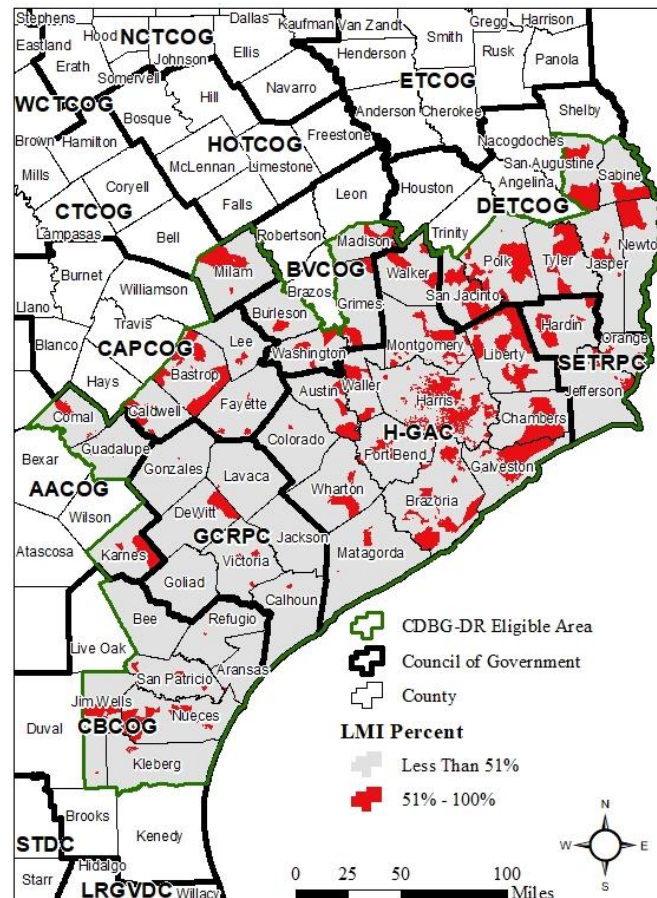 Stephens
Hood
NCTCOG
Dallas
Kaufman
Van Zandt
Smith
Gregg
Harrison
Eastland
Erath
Johnson
Ellis
Henderson
Rusk
Panola
Somervell
Navarro
ETCOG
WCTCOG
Hill
Anderson
Cherokee
Shelby
Bosque
Brown
Hamilton
HOTCOG
Freestone
Nacogdoches
McLennan
Limestone
San Augustine
Sabine
Mills
Coryell
Falls
Leon
Houston
Angelina
CTCOG
DETCOG
Lampasas
Bell
Robertson
Madison
Trinity
Newton
Burnet
Milam
BVCOG
Walker
Polk
Tyler
Jasper
Williamson
Brazos
Grimes
San Jacinto
Llano
Travis
Burleson
Hardin
Blanco
Lee
Washington
Montgomery
Liberty
Orange
CAPCOG
Bastrop
SETRPC
Hays
Austin
Waller
Harris
Jefferson
Comal
Caldwell
Fayette
Chambers
Guadalupe
Colorado
H-GAC
Bexar
Gonzales
Fort Bend
Galveston
AACOG
Lavaca
Wharton
Brazoria
Wilson
DeWitt
GCRPC
Jackson
Atascosa
Karnes
Victoria
Matagorda
Goliad
Calhoun
Bee
Refugio
Live Oak
Aransas
San Patricio
Jim Wells
Nueces
Duval
CBCOG
Kleberg
Brooks
STDC
Kenedy
Hidalgo
Starr
LRGVDC
Willacy
CDBG-DR Eligible Area
Council of Government
County
LMI Percent
Less Than 51%
51% - 100%
N
W
E
S
0 25 50 100
Miles